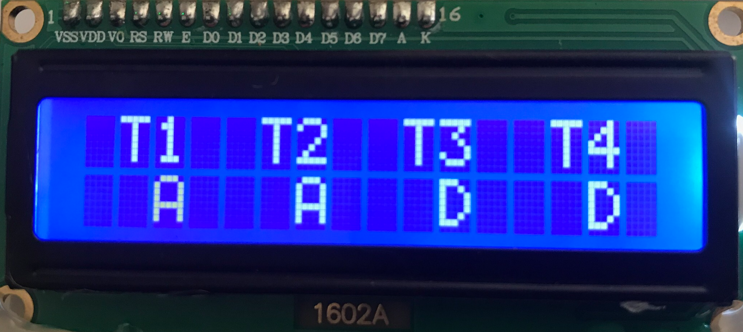 1 16
VSS VDD V0 RS RW E D0 D1 D2 D3 D4 D5 D6 D7 A K
T1 T2 T3 T4
A A D D
1602A